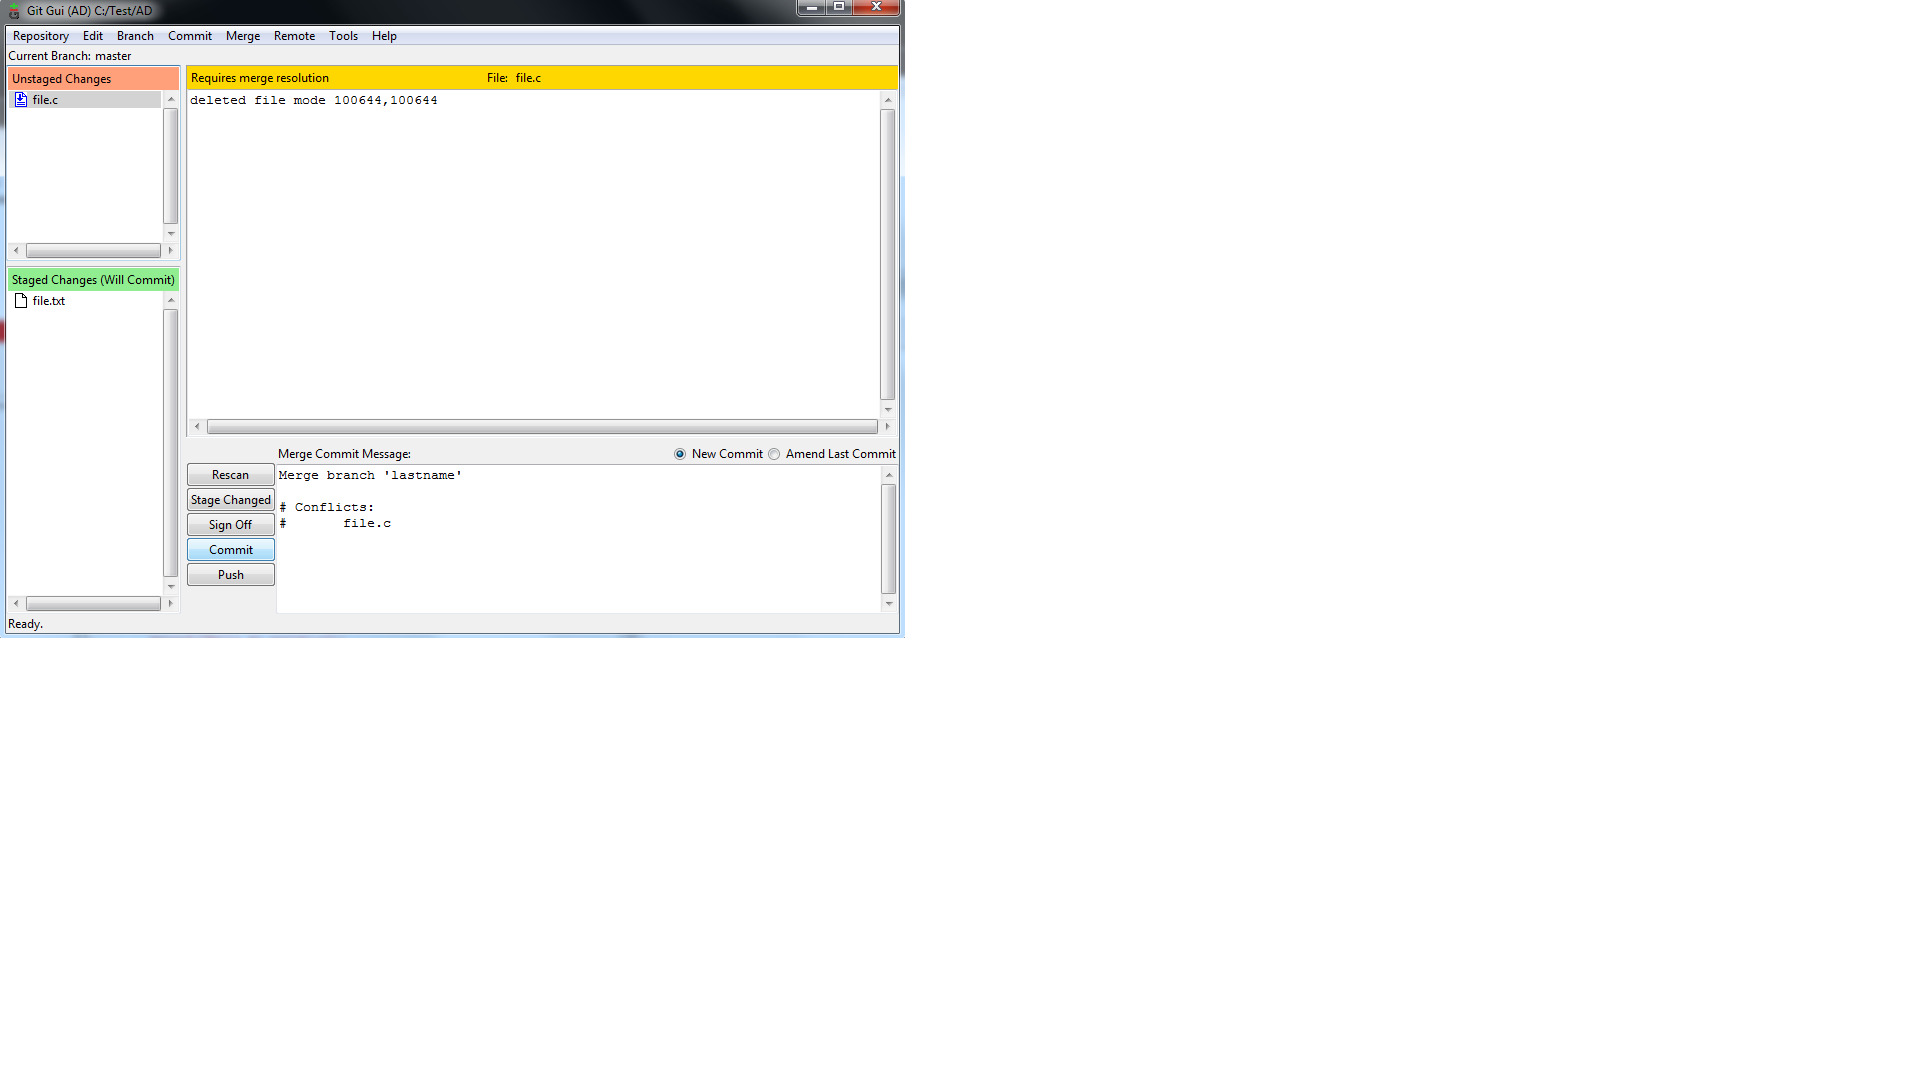 Git Gui (AD) C:/Test/AD
Repository Edit Branch Commit Merge Remote Tools Help
Current Branch: master
Unstaged Changes
file.c
Requires merge resolution File: file.c
deleted file mode 100644,100644
Staged Changes (Will Commit)
file.txt
Merge Commit Message: New Commit Amend Last Commit
Rescan
Stage Changed
Sign Off
Commit
Push
Merge branch 'lastname'
# Conflicts:
# file.c
Ready.